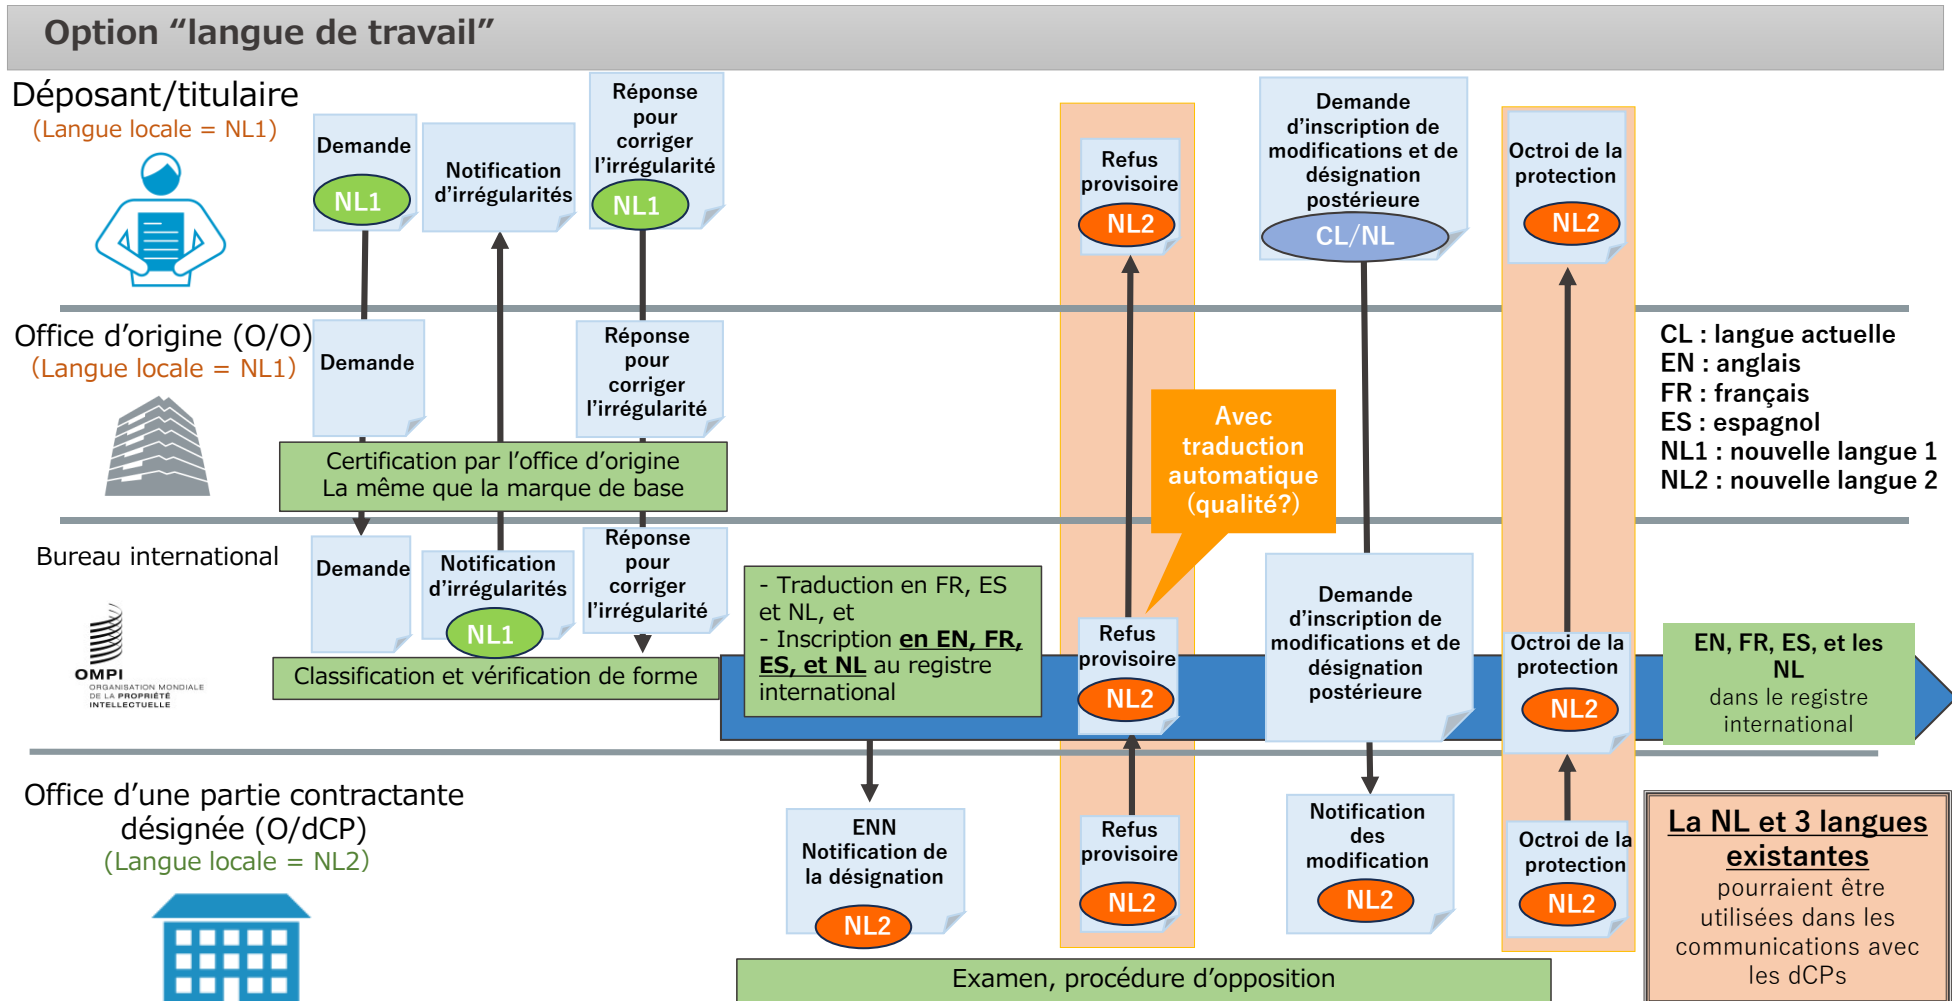 Option “langue de travail”
Déposant/titulaire
(Langue locale = NL1)
Demande
NL1
Notification
d’irrégularités
Réponse
pour
corriger
l’irrégularité
NL1
Refus
provisoire
NL2
Demande
d’inscription de
modifications et de
désignation
postérieure
CL/NL
Octroi de la
protection
NL2
Office d’origine (O/O)
(Langue locale = NL1)
Demande
Réponse
pour
corriger
l’irrégularité
Certification par l’office d’origine
La même que la marque de base
Avec
traduction
automatique
(qualité?)
CL : langue actuelle
EN : anglais
FR : français
ES : espagnol
NL1 : nouvelle langue 1
NL2 : nouvelle langue 2
Bureau international
OMPI
ORGANISATION MONDIALE
DE LA PROPRIÉTÉ
INTELLECTUELLE
Demande
Notification
d’irrégularités
NL1
Réponse
pour
corriger
l’irrégularité
Classification et vérification de forme
- Traduction en FR, ES
et NL, et
- Inscription en EN, FR,
ES, et NL au registre
international
Refus
provisoire
NL2
Demande
d’inscription de
modifications et de
désignation
postérieure
Octroi de la
protection
NL2
EN, FR, ES, et les
NL
dans le registre
international
Office d’une partie contractante
désignée (O/dCP)
(Langue locale = NL2)
ENN
Notification de
la désignation
NL2
Refus
provisoire
NL2
Notification
des
modification
NL2
Octroi de la
protection
NL2
La NL et 3 langues
existantes
pourraient être
utilisées dans les
communications avec
les dCPs
Examen, procédure d’opposition